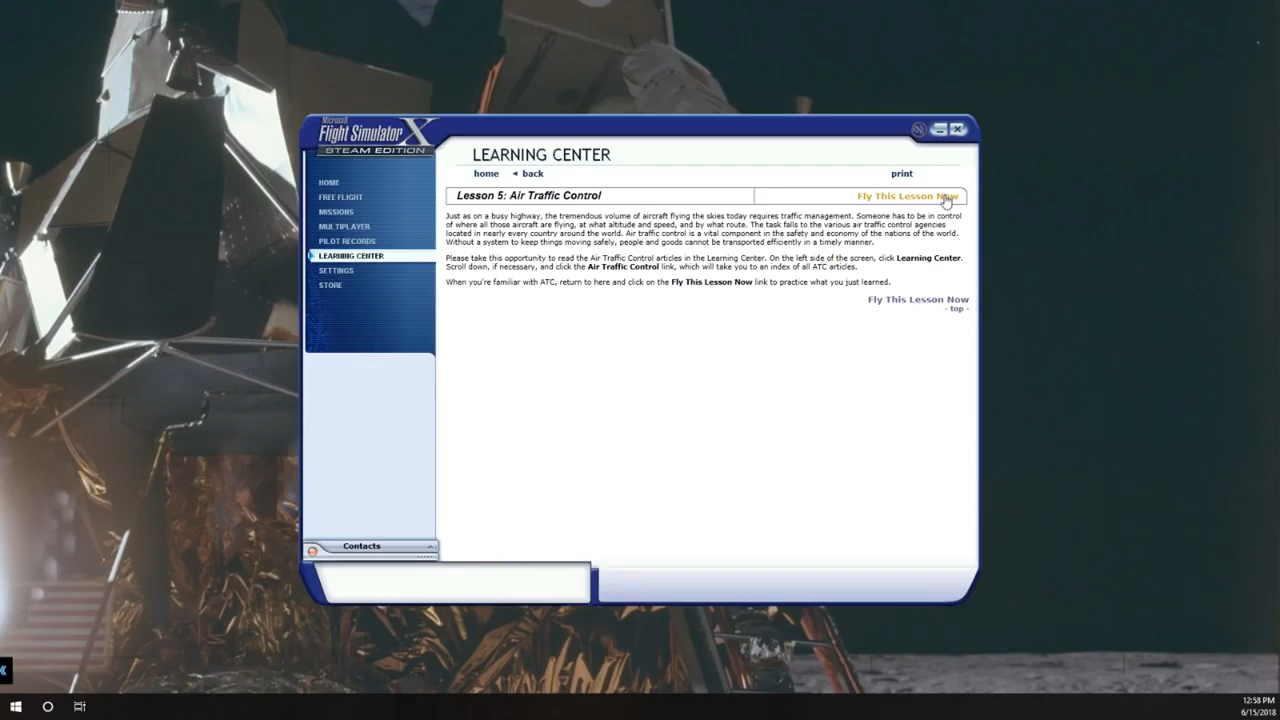 Microsoft
Flight Simulator X
STEAM EDITION
LEARNING CENTER
home ◂ back print
HOME
FREE FLIGHT
MISSIONS
MULTIPLAYER
PILOT RECORDS
LEARNING CENTER
SETTINGS
STORE
Lesson 5: Air Traffic Control
Fly This Lesson Now
Just as on a busy highway, the tremendous volume of aircraft flying the skies today requires traffic management. Someone has to be in control
of where all those aircraft are flying, at what altitude and speed, and by what route. The task falls to the various air traffic control agencies
located in nearly every country around the world. Air traffic control is a vital component in the safety and economy of the nations of the world.
Without a system to keep things moving safely, people and goods cannot be transported efficiently in a timely manner.
Please take this opportunity to read the Air Traffic Control articles in the Learning Center. On the left side of the screen, click Learning Center.
Scroll down, if necessary, and click the Air Traffic Control link, which will take you to an index of all ATC articles.
When you're familiar with ATC, return to here and click on the Fly This Lesson Now link to practice what you just learned.
Fly This Lesson Now
- top -
Contacts
12:58 PM
6/15/2018